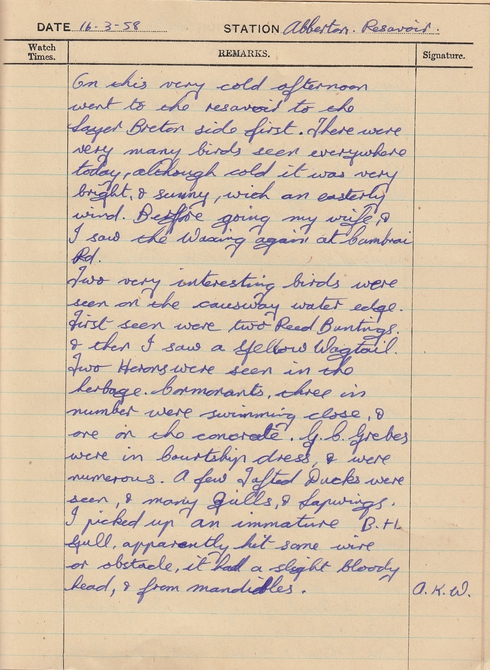 DATE 16-3-58 STATION Abberton Resavoir.
Watch Times. REMARKS. Signature.
On this very cold afternoon
went to the resavoir to the
Layer Breton side first. There were
very many birds seen everywhere
today, although cold it was very
bright, & sunny, with an easterly
wind. Before going my wife, &
I saw the Waxing again at Cambrai
Rd.
Two very interesting birds were
seen on the causway water edge.
First seen were two Reed Buntings.
& then I saw a Yellow Wagtail.
Two Herons were seen in the
herbage. Cormorants, three in
number were swimming close, &
one on the concrete. G.C. Grebes
were in Courtship dress, & were
numerous. A few Tufted Ducks were
seen, & many Gulls, & Lapwings.
I picked up an immature B.H.
Gull, apparently hit some wire
or obstacle, it had a slight bloody
head, & from mandibles. A.K.W.